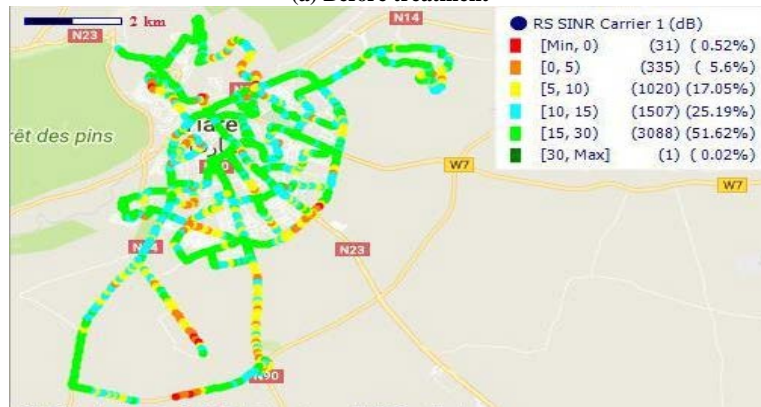 (a) Before treatment
2 km
N23
N14
RS SINR Carrier 1 (dB)
[Min, 0) (31) ( 0.52%)
[0, 5) (335) ( 5.6%)
[5, 10) (1020) (17.05%)
[10, 15) (1507) (25.19%)
[15, 30) (3088) (51.62%)
[30, Max] (1) ( 0.02%)
rêt des pins
W7
W7
N23
N90